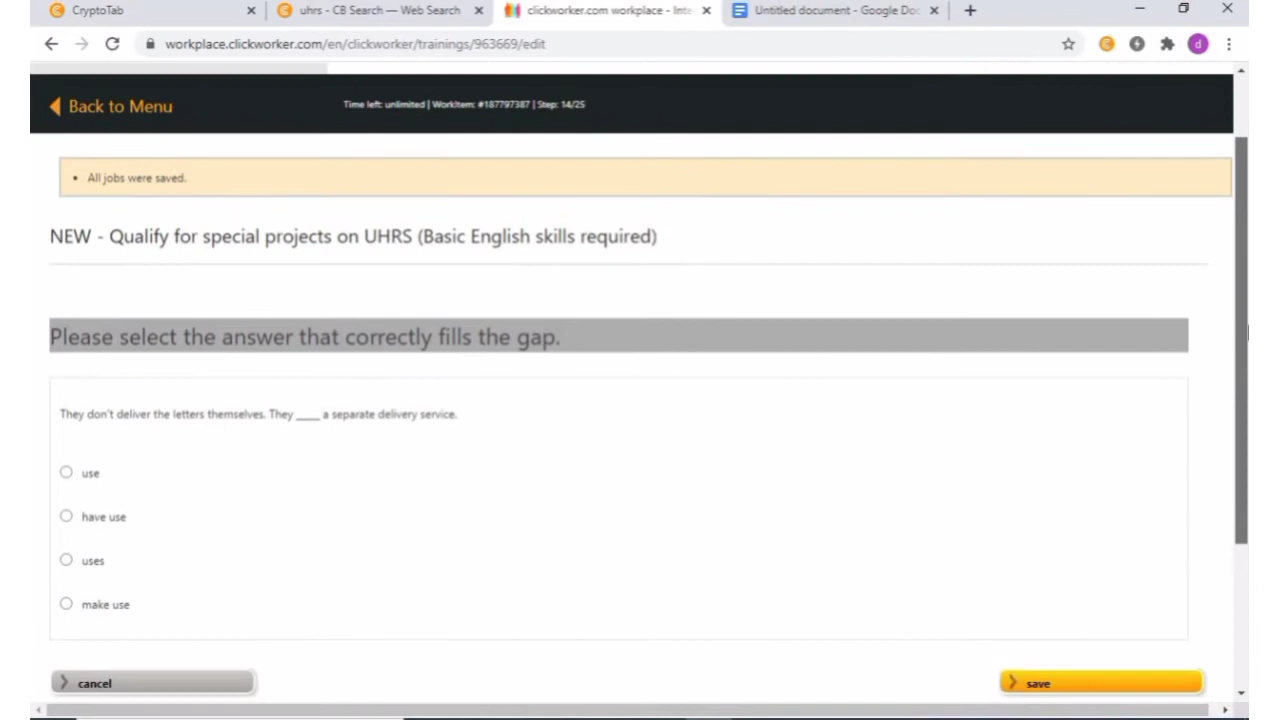 CryptoTab
uhrs - CB Search — Web Search
clickworker.com workplace - Inte
Untitled document - Google Doc
workplace.clickworker.com/en/clickworker/trainings/963669/edit
d
Back to Menu
Time left: unlimited | WorkItem: #187797387 | Step: 14/25
• All jobs were saved.
NEW - Qualify for special projects on UHRS (Basic English skills required)
Please select the answer that correctly fills the gap.
They don't deliver the letters themselves. They ____ a separate delivery service.
use
have use
uses
make use
cancel
save